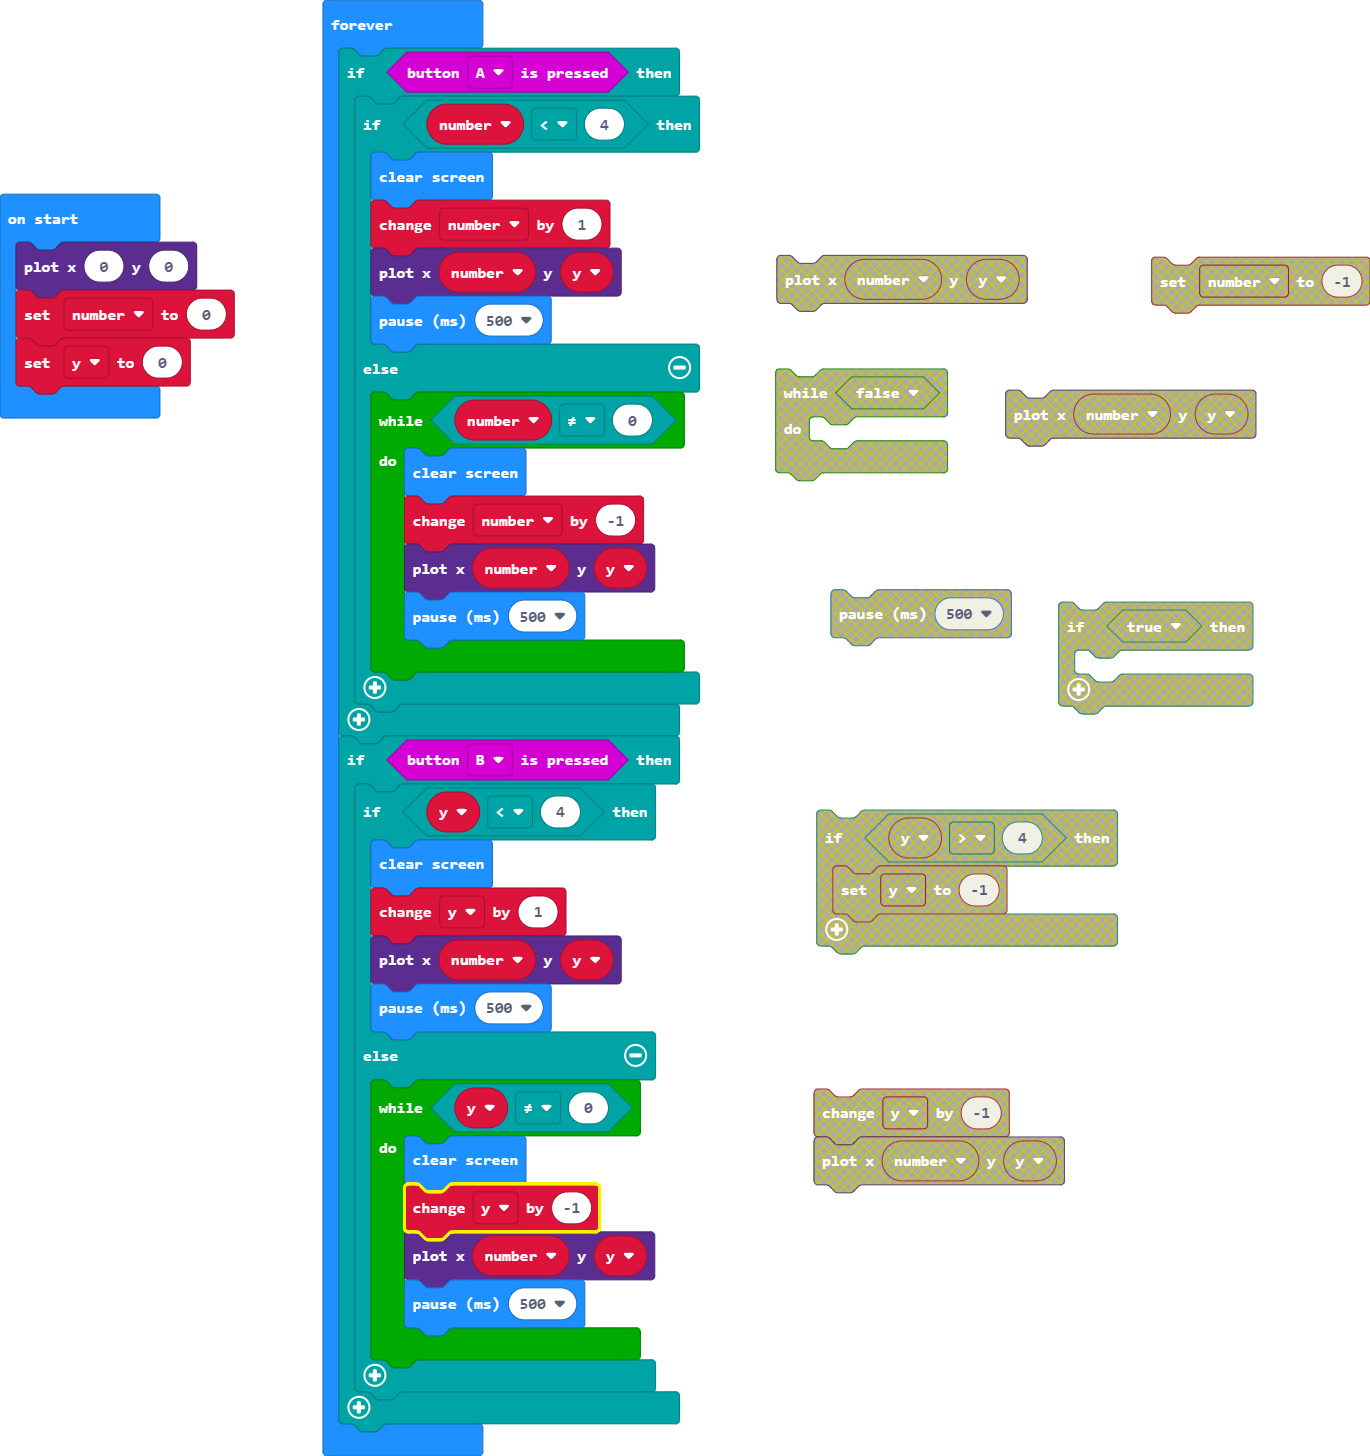 on start
plot x 0 y 0
set number to 0
set y to 0
forever
if button A is pressed then
if number < 4 then
clear screen
change number by 1
plot x number y y
pause (ms) 500
else
while number ≠ 0
do
clear screen
change number by -1
plot x number y y
pause (ms) 500
if button B is pressed then
if y < 4 then
clear screen
change y by 1
plot x number y y
pause (ms) 500
else
while y ≠ 0
do
clear screen
change y by -1
plot x number y y
pause (ms) 500
plot x number y y
set number to -1
while false
do
plot x number y y
pause (ms) 500
if true then
if y > 4 then
set y to -1
change y by -1
plot x number y y